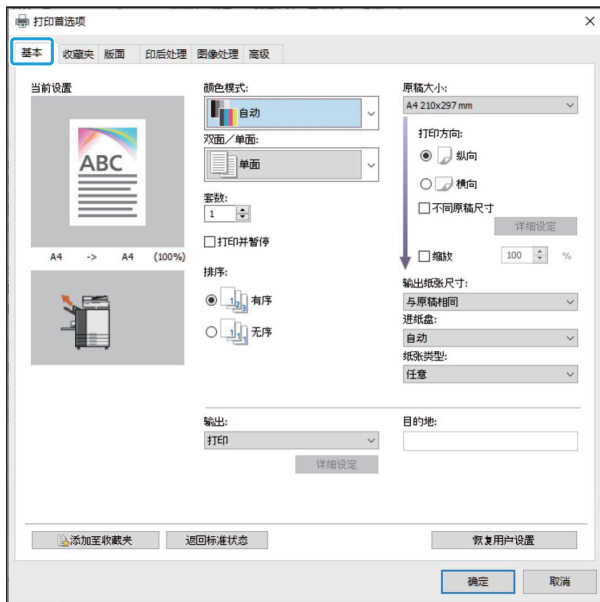 打印首选项
基本 收藏夹 版面 印后处理 图像处理 高级
当前设置
ABC
A4 -> A4 (100%)
颜色模式:
自动
双面/单面:
单面
套数:
1
打印并暂停
排序:
123 有序
111 无序
原稿大小:
A4 210x297 mm
打印方向:
纵向
横向
不同原稿尺寸
详细设定
缩放 100 %
输出纸张尺寸:
与原稿相同
进纸盘:
自动
纸张类型:
任意
输出:
打印
详细设定
目的地:
添加至收藏夹 返回标准状态 恢复用户设置
确定 取消